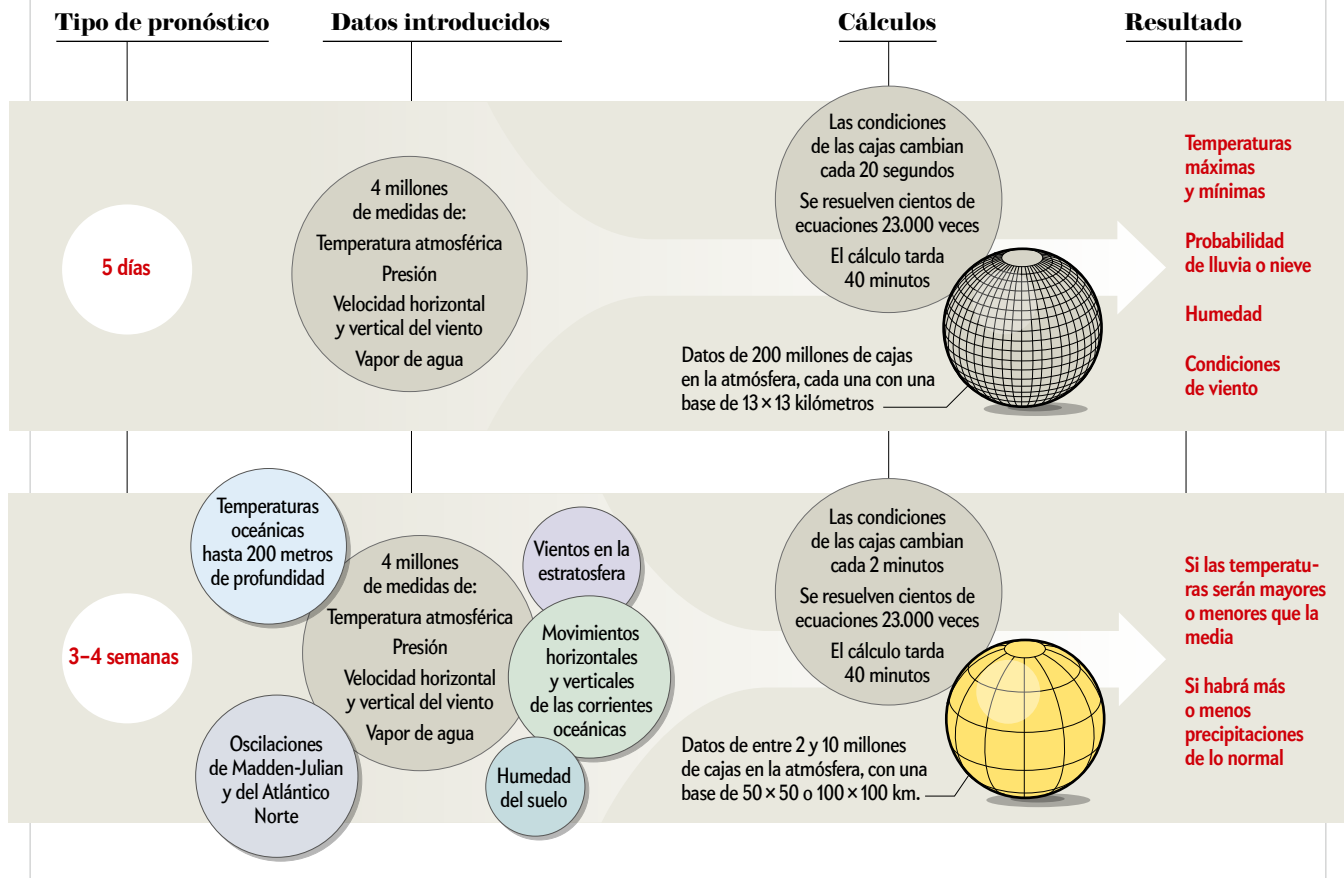 Tipo de pronóstico
Datos introducidos
Cálculos
Resultado
5 días
4 millones
de medidas de:
Temperatura atmosférica
Presión
Velocidad horizontal
y vertical del viento
Vapor de agua
Las condiciones
de las cajas cambian
cada 20 segundos
Se resuelven cientos de
ecuaciones 23.000 veces
El cálculo tarda
40 minutos
Datos de 200 millones de cajas
en la atmósfera, cada una con una
base de 13 × 13 kilómetros
Temperaturas
máximas
y mínimas
Probabilidad
de lluvia o nieve
Humedad
Condiciones
de viento
3–4 semanas
Temperaturas
oceánicas
hasta 200 metros
de profundidad
4 millones
de medidas de:
Temperatura atmosférica
Presión
Velocidad horizontal
y vertical del viento
Vapor de agua
Vientos en la
estratosfera
Movimientos
horizontales
y verticales
de las corrientes
oceánicas
Oscilaciones
de Madden-Julian
y del Atlántico
Norte
Humedad
del suelo
Las condiciones
de las cajas cambian
cada 2 minutos
Se resuelven cientos de
ecuaciones 23.000 veces
El cálculo tarda
40 minutos
Datos de entre 2 y 10 millones
de cajas en la atmósfera, con una
base de 50 × 50 o 100 × 100 km.
Si las temperatu-
ras serán mayores
o menores que la
media
Si habrá más
o menos
precipitaciones
de lo normal